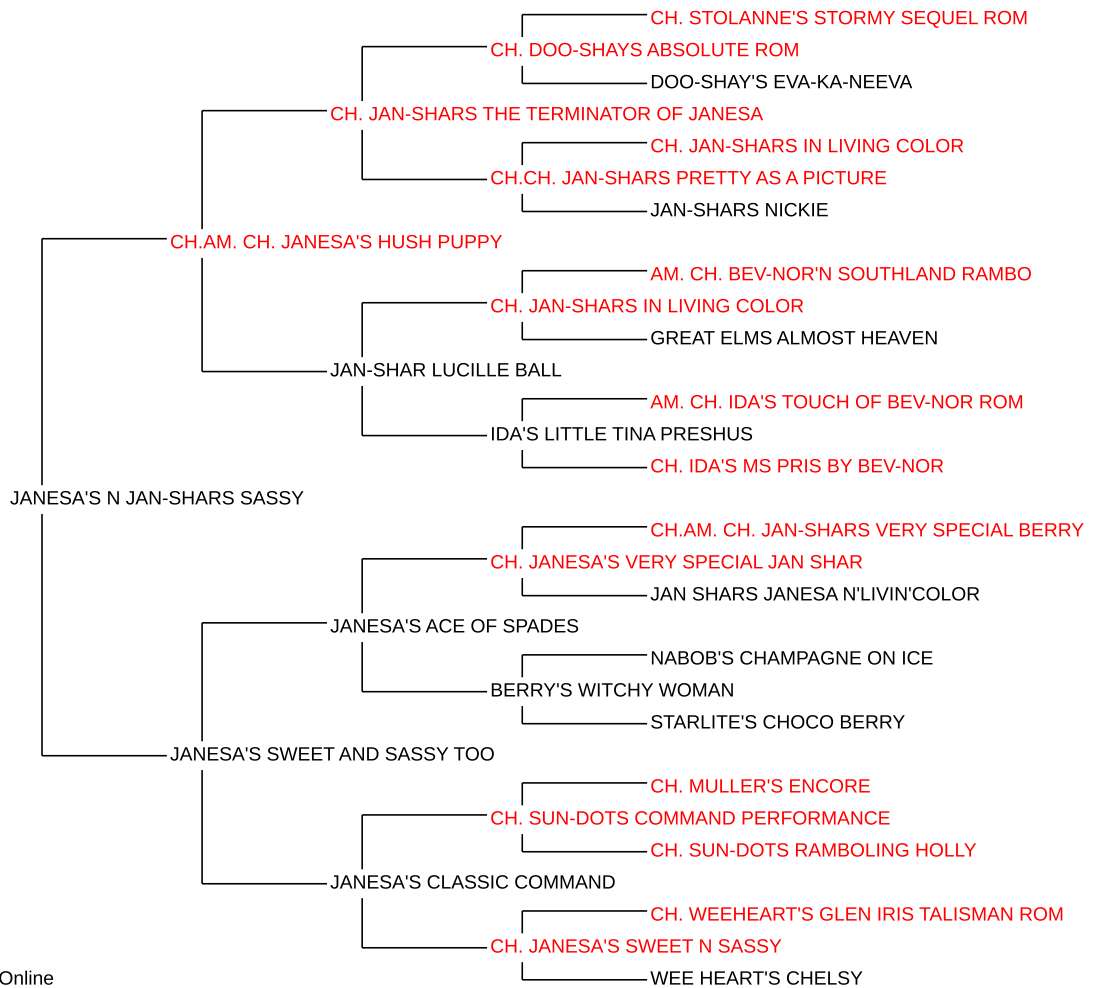 CH. STOLANNE'S STORMY SEQUEL ROM
CH. DOO-SHAYS ABSOLUTE ROM
DOO-SHAY'S EVA-KA-NEEVA
CH. JAN-SHARS THE TERMINATOR OF JANESA
CH. JAN-SHARS IN LIVING COLOR
CH.CH. JAN-SHARS PRETTY AS A PICTURE
JAN-SHARS NICKIE
CH.AM. CH. JANESA'S HUSH PUPPY
AM. CH. BEV-NOR'N SOUTHLAND RAMBO
CH. JAN-SHARS IN LIVING COLOR
GREAT ELMS ALMOST HEAVEN
JAN-SHAR LUCILLE BALL
AM. CH. IDA'S TOUCH OF BEV-NOR ROM
IDA'S LITTLE TINA PRESHUS
CH. IDA'S MS PRIS BY BEV-NOR
JANESA'S N JAN-SHARS SASSY
CH.AM. CH. JAN-SHARS VERY SPECIAL BERRY
CH. JANESA'S VERY SPECIAL JAN SHAR
JAN SHARS JANESA N'LIVIN'COLOR
JANESA'S ACE OF SPADES
NABOB'S CHAMPAGNE ON ICE
BERRY'S WITCHY WOMAN
STARLITE'S CHOCO BERRY
JANESA'S SWEET AND SASSY TOO
CH. MULLER'S ENCORE
CH. SUN-DOTS COMMAND PERFORMANCE
CH. SUN-DOTS RAMBOLING HOLLY
JANESA'S CLASSIC COMMAND
CH. WEEHEART'S GLEN IRIS TALISMAN ROM
CH. JANESA'S SWEET N SASSY
WEE HEART'S CHELSY
Online